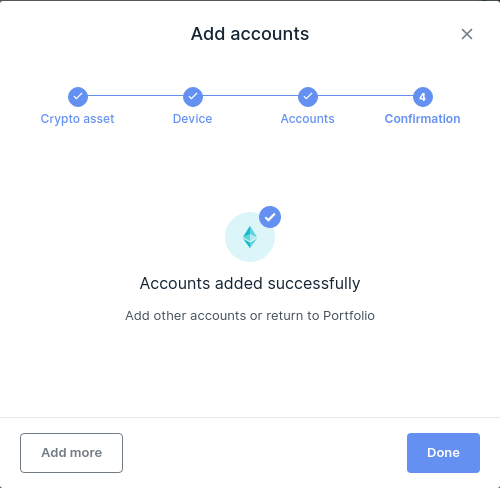 Add accounts
4
Crypto asset
Device
Accounts
Confirmation
Accounts added successfully
Add other accounts or return to Portfolio
Add more
Done